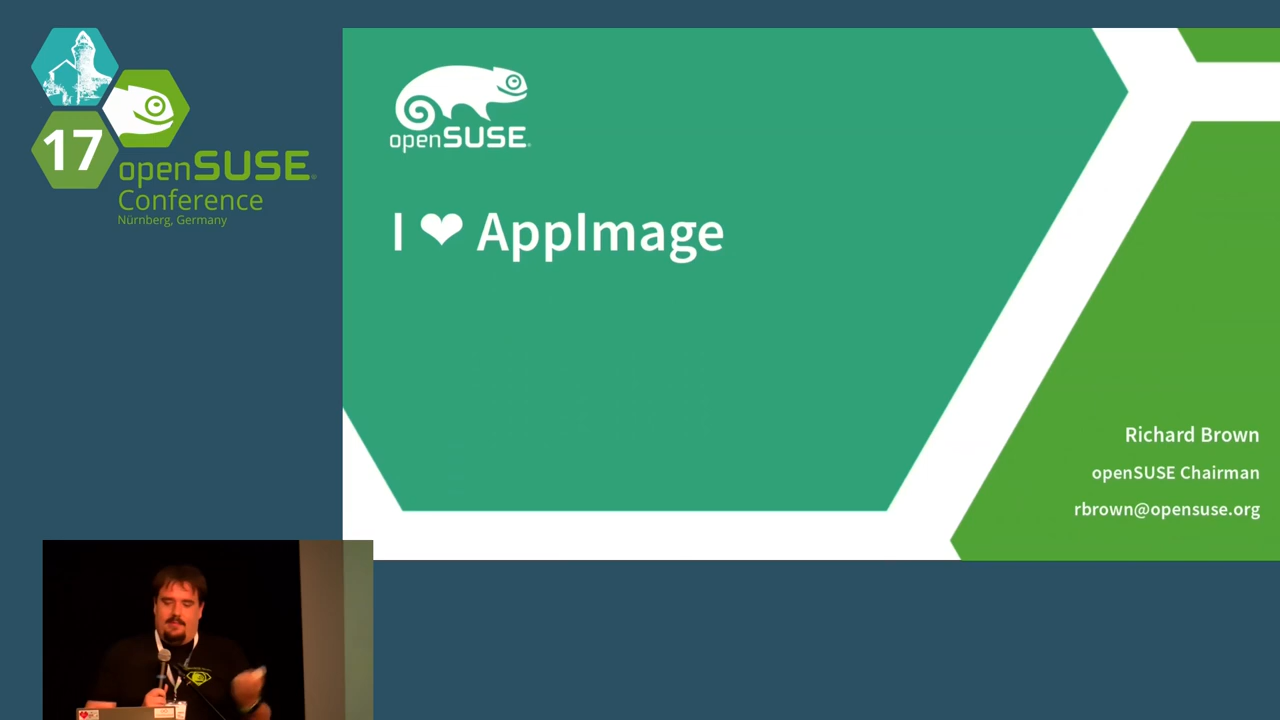 17
openSUSE
Conference
Nürnberg, Germany
openSUSE
I ❤ AppImage
Richard Brown
openSUSE Chairman
rbrown@opensuse.org